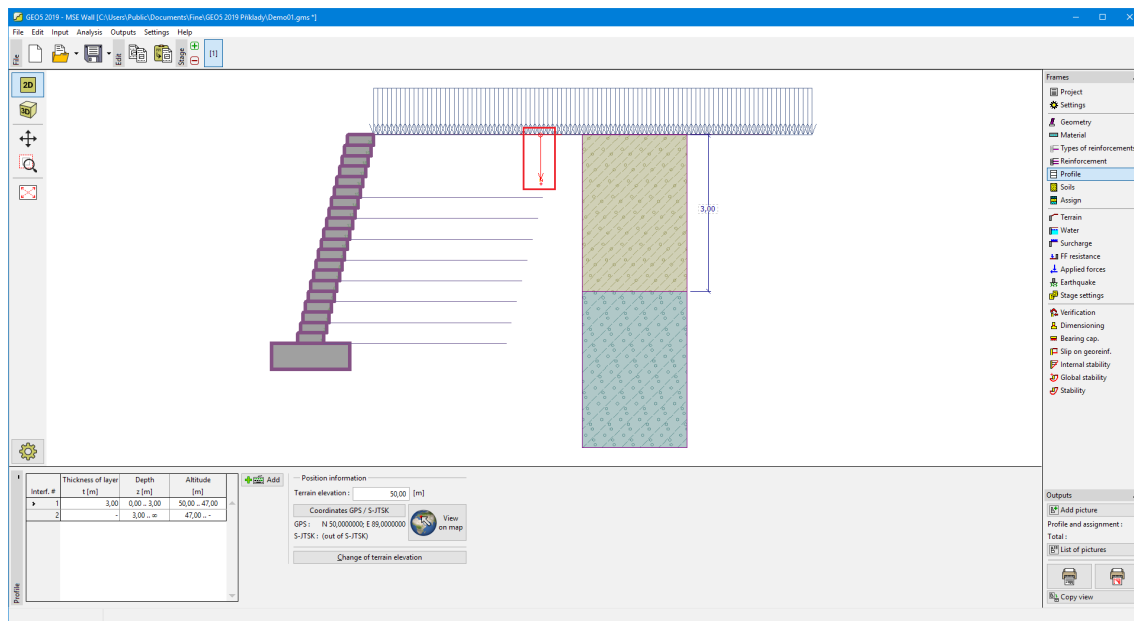 GEO5 2019 - MSE Wall [C:\Users\Public\Documents\Fine\GEO5 2019 Příklady\Demo01.gms *]
File Edit Input Analysis Outputs Settings Help
File
Edit
Stage
[1]
2D
3D
3,00
Frames
Project
Settings
Geometry
Material
Types of reinforcements
Reinforcement
Profile
Soils
Assign
Terrain
Water
Surcharge
FF resistance
Applied forces
Earthquake
Stage settings
Verification
Dimensioning
Bearing cap.
Slip on georeinf.
Internal stability
Global stability
Stability
Outputs
Add picture
Profile and assignment :
Total :
List of pictures
Copy view
Profile
Interf. # Thickness of layer t [m] Depth z [m] Altitude [m]
1 3,00 0,00 .. 3,00 50,00 .. 47,00
2 - 3,00 .. ∞ 47,00 .. -
Add
Position information
Terrain elevation : 50,00 [m]
Coordinates GPS / S-JTSK
GPS : N 50,0000000; E 89,0000000
S-JTSK : (out of S-JTSK)
View
on map
Change of terrain elevation